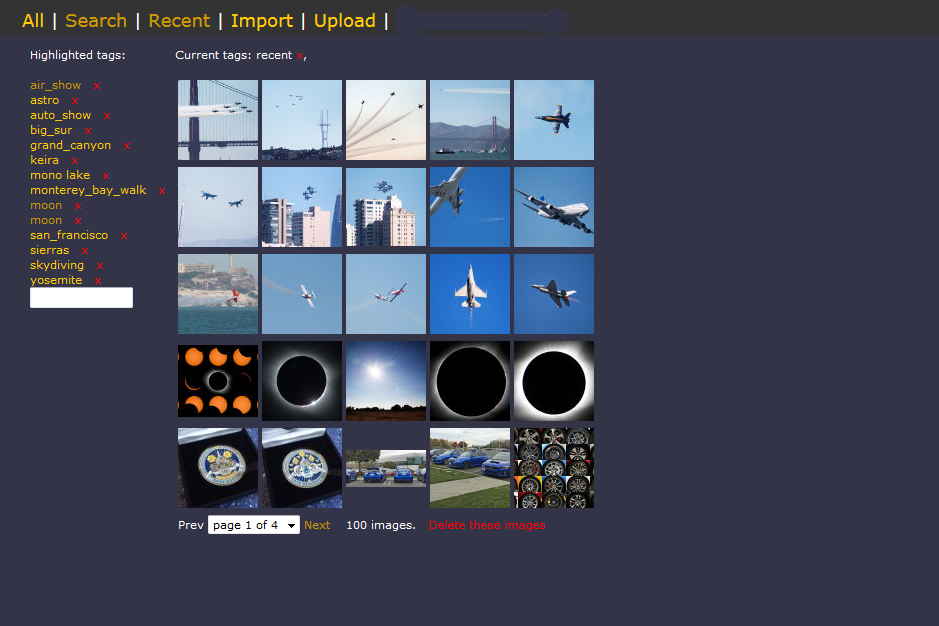 All | Search | Recent | Import | Upload |
Highlighted tags:
Current tags: recent x,
air_show x
astro x
auto_show x
big_sur x
grand_canyon x
keira x
mono lake x
monterey_bay_walk x
moon x
moon x
san_francisco x
sierras x
skydiving x
yosemite x
Prev page 1 of 4 Next 100 images. Delete these images